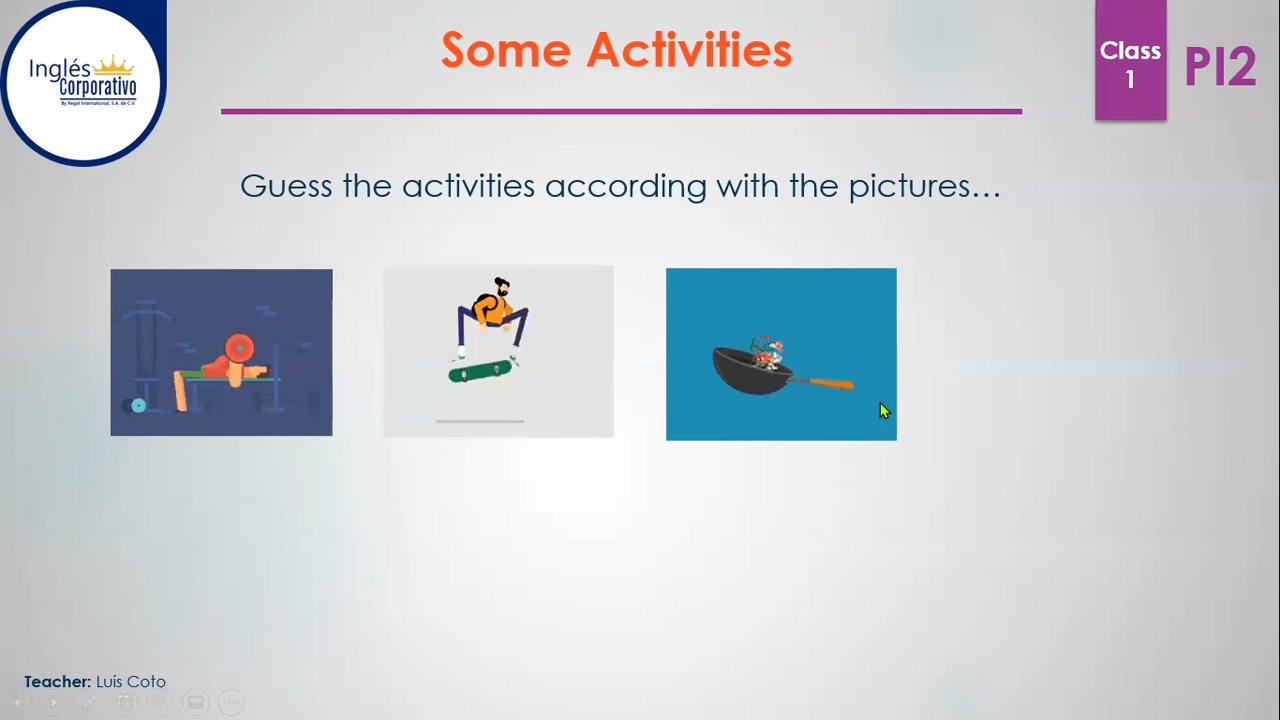 Inglés
Corporativo
By Regal International, S.A. de C.V.
Some Activities
Class
1
PI2
Guess the activities according with the pictures...
Teacher: Luis Coto